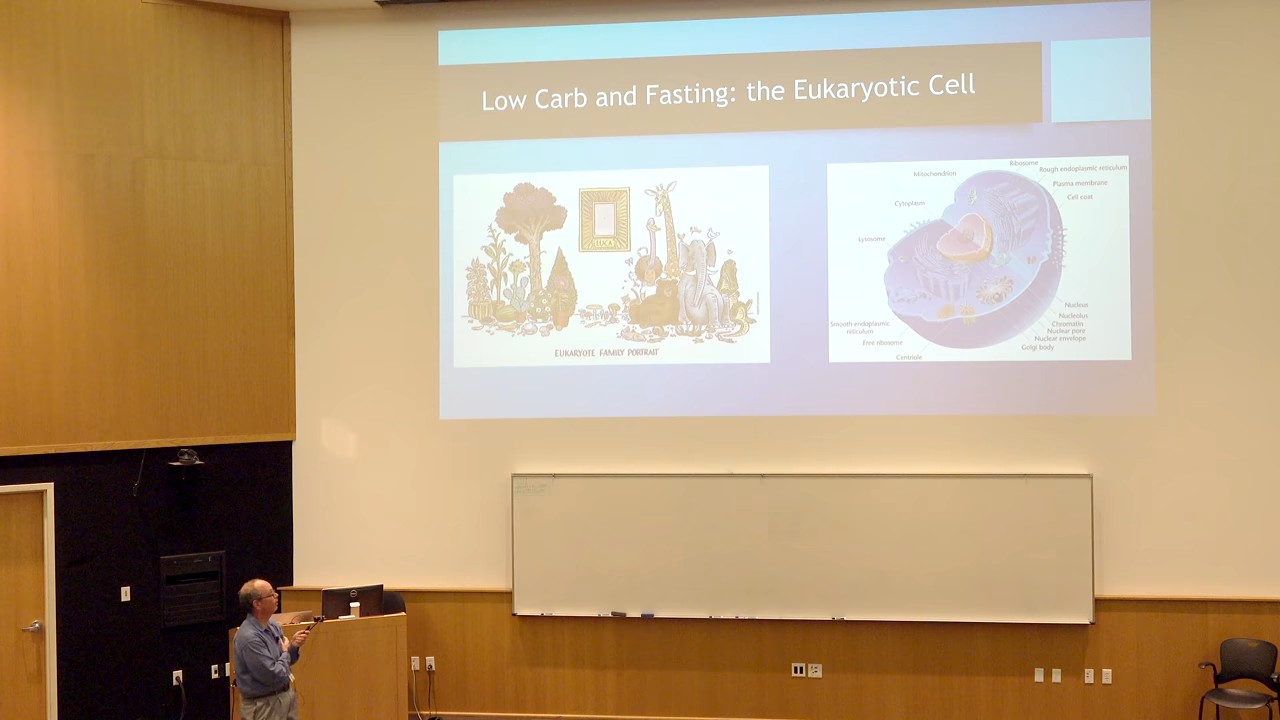 Low Carb and Fasting: the Eukaryotic Cell
LUCA
EUKARYOTE FAMILY PORTRAIT
Ribosome
Mitochondrion
Rough endoplasmic reticulum
Plasma membrane
Cell coat
Cytoplasm
Lysosome
Nucleus
Nucleolus
Chromatin
Nuclear pore
Nuclear envelope
Golgi body
Smooth endoplasmic
reticulum
Free ribosome
Centriole
DELL